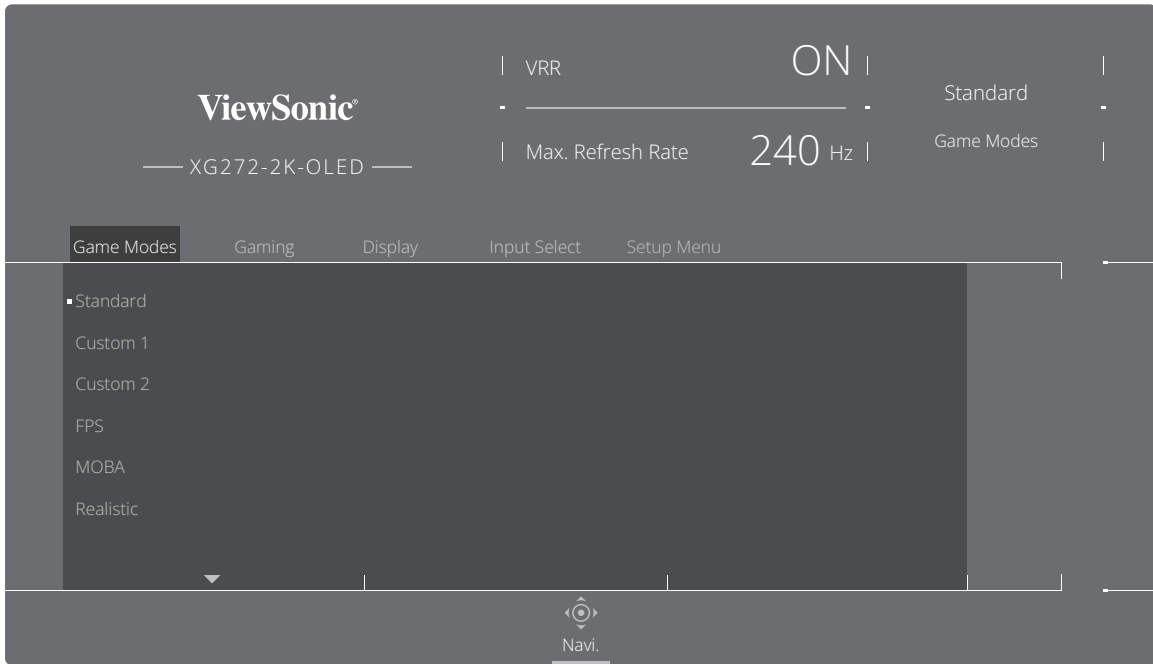 ViewSonic®
XG272-2K-OLED
VRR ON
Max. Refresh Rate 240 Hz
Standard
Game Modes
Game Modes Gaming Display Input Select Setup Menu
Standard
Custom 1
Custom 2
FPS
MOBA
Realistic
Navi.